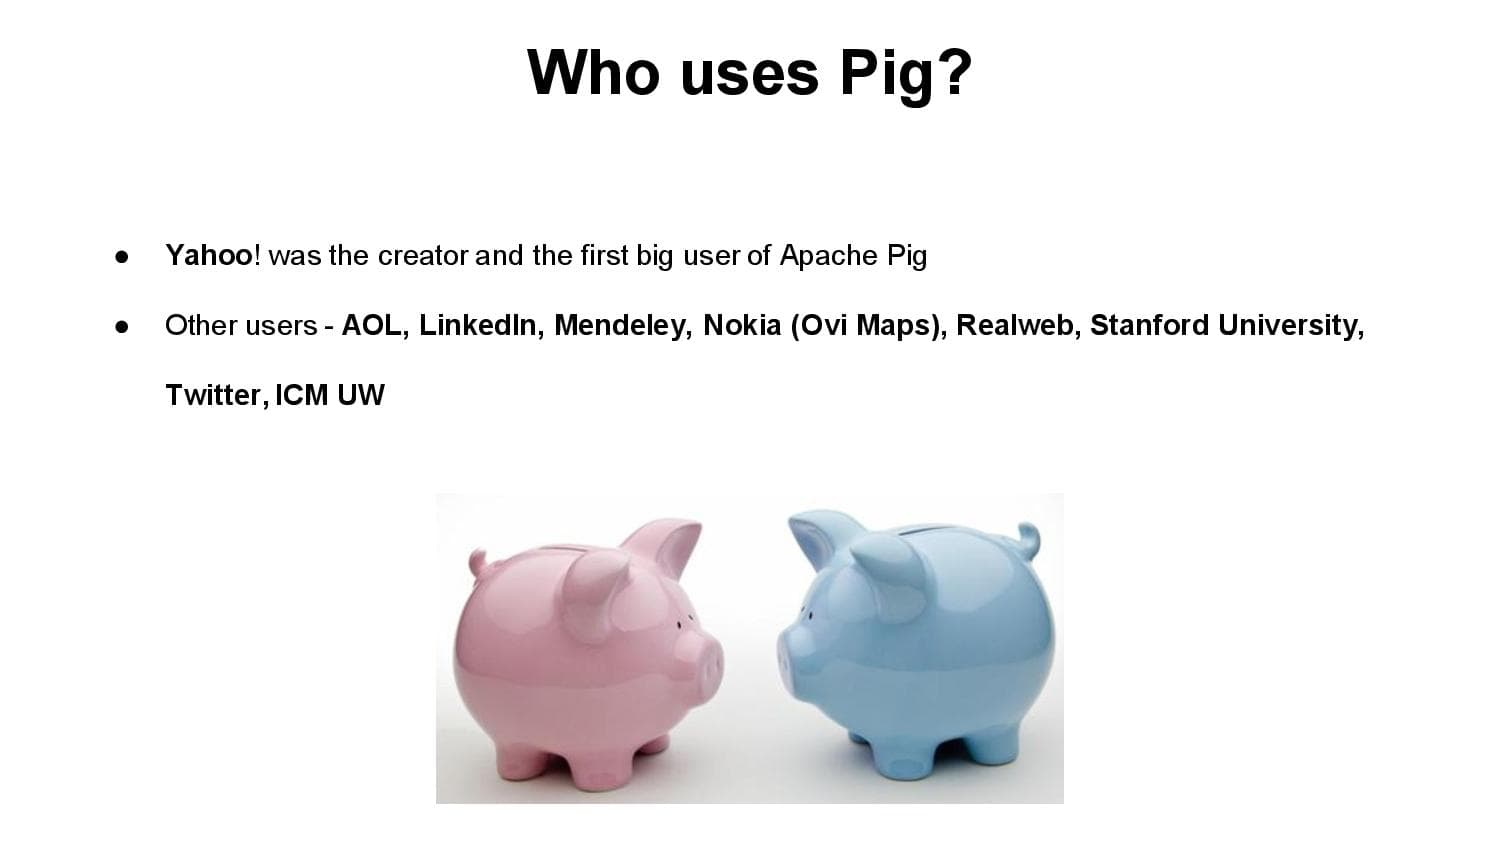 Who uses Pig?
● Yahoo! was the creator and the first big user of Apache Pig
● Other users - AOL, LinkedIn, Mendeley, Nokia (Ovi Maps), Realweb, Stanford University,
Twitter, ICM UW